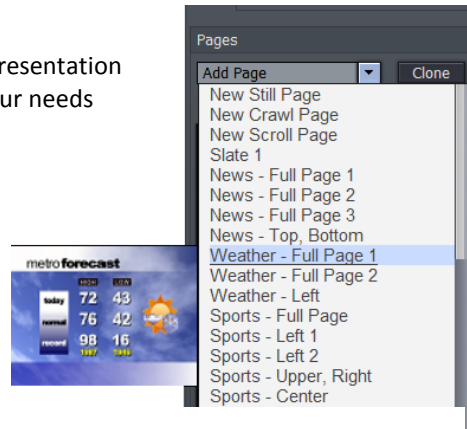 resentation
ur needs
Pages
Add Page Clone
New Still Page
New Crawl Page
New Scroll Page
Slate 1
News - Full Page 1
News - Full Page 2
News - Full Page 3
News - Top, Bottom
Weather - Full Page 1
Weather - Full Page 2
Weather - Left
Sports - Full Page
Sports - Left 1
Sports - Left 2
Sports - Upper, Right
Sports - Center
metroforecast
HIGH LOW
today 72 43
normal 76 42
record 98 16